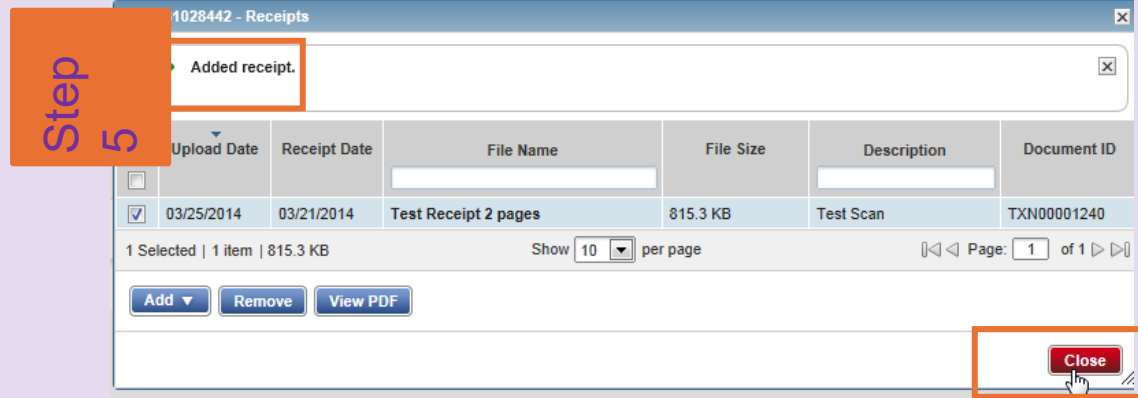 Step
5
1028442 - Receipts
Added receipt.
Upload Date Receipt Date File Name File Size Description Document ID
03/25/2014 03/21/2014 Test Receipt 2 pages 815.3 KB Test Scan TXN00001240
1 Selected | 1 item | 815.3 KB Show 10 per page Page: 1 of 1
Add Remove View PDF
Close